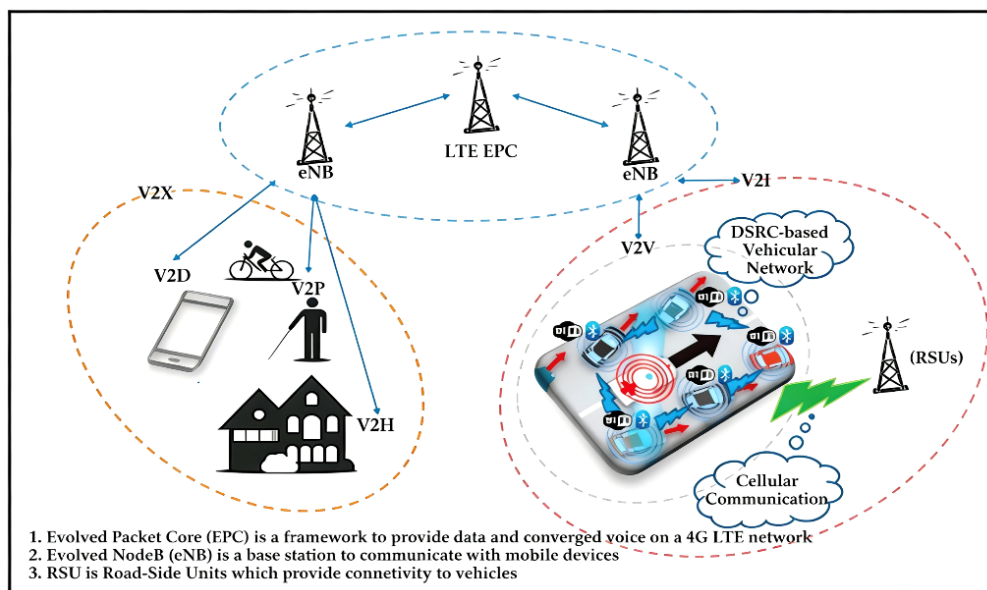 LTE EPC
eNB
eNB
V2X
V2I
V2D
V2P
V2H
V2V
DSRC-based
Vehicular
Network
(RSUs)
Cellular
Communication
1. Evolved Packet Core (EPC) is a framework to provide data and converged voice on a 4G LTE network
2. Evolved NodeB (eNB) is a base station to communicate with mobile devices
3. RSU is Road-Side Units which provide connetivity to vehicles